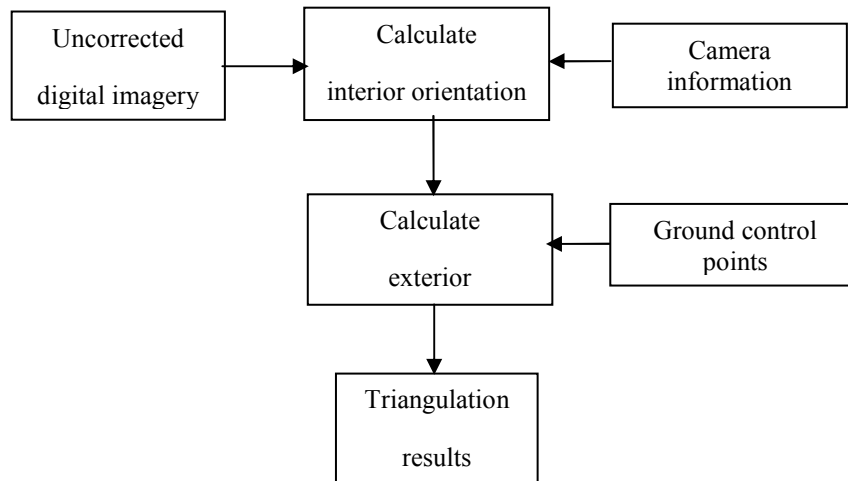 Uncorrected
digital imagery
Calculate
interior orientation
Camera
information
Calculate
exterior
Ground control
points
Triangulation
results